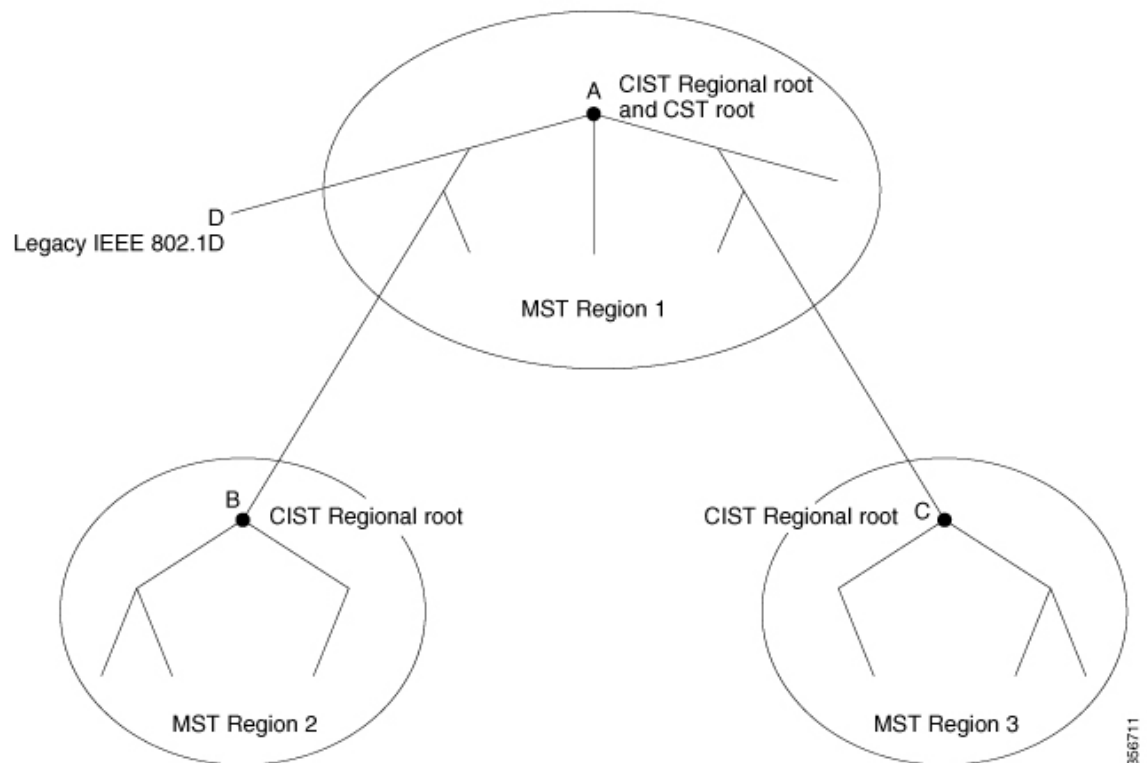 A
CIST Regional root
and CST root
D
Legacy IEEE 802.1D
MST Region 1
B
CIST Regional root
CIST Regional root
C
MST Region 2
MST Region 3
356711